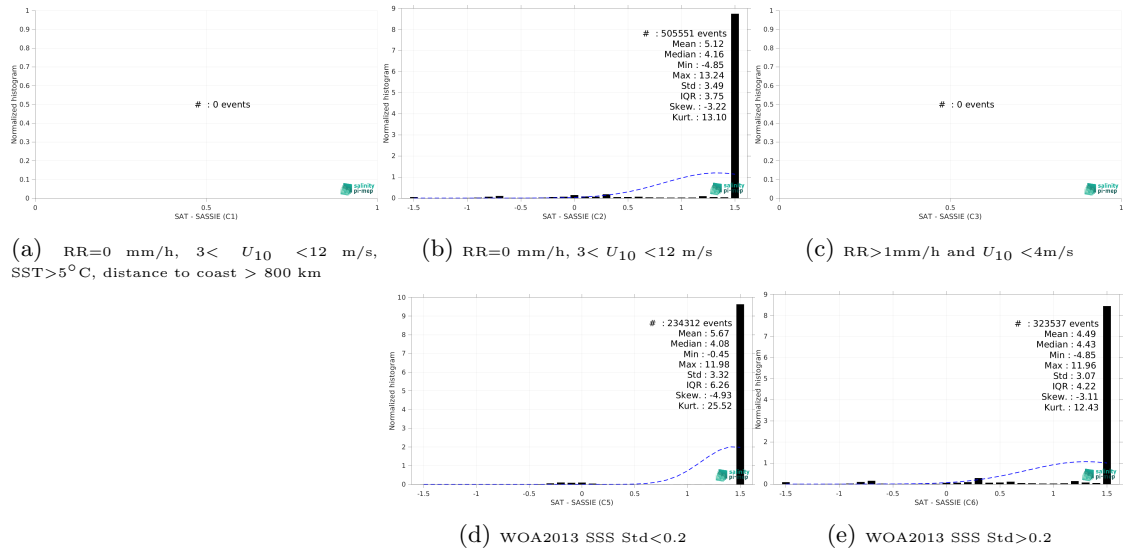 1
0.9
0.8
0.7
0.6
0.5
0.4
0.3
0.2
0.1
0
Normalized histogram
# : 0 events
salinity
pi-mep
0 0.5 1
SAT - SASSIE (C1)
(a) RR=0 mm/h, 3< U10 <12 m/s,
SST>5°C, distance to coast > 800 km
9
8
7
6
5
4
3
2
1
0
Normalized histogram
# : 505551 events
Mean : 5.12
Median : 4.16
Min : -4.85
Max : 13.24
Std : 3.49
IQR : 3.75
Skew. : -3.22
Kurt. : 13.10
salinity
pi-mep
-1.5 -1 -0.5 0 0.5 1 1.5
SAT - SASSIE (C2)
(b) RR=0 mm/h, 3< U10 <12 m/s
1
0.9
0.8
0.7
0.6
0.5
0.4
0.3
0.2
0.1
0
Normalized histogram
# : 0 events
salinity
pi-mep
0 0.5 1
SAT - SASSIE (C3)
(c) RR>1mm/h and U10 <4m/s
10
9
8
7
6
5
4
3
2
1
0
Normalized histogram
# : 234312 events
Mean : 5.67
Median : 4.08
Min : -0.45
Max : 11.98
Std : 3.32
IQR : 6.26
Skew. : -4.93
Kurt. : 25.52
salinity
pi-mep
-1.5 -1 -0.5 0 0.5 1 1.5
SAT - SASSIE (C5)
(d) WOA2013 SSS Std<0.2
9
8
7
6
5
4
3
2
1
0
Normalized histogram
# : 323537 events
Mean : 4.49
Median : 4.43
Min : -4.85
Max : 11.96
Std : 3.07
IQR : 4.22
Skew. : -3.11
Kurt. : 12.43
salinity
pi-mep
-1.5 -1 -0.5 0 0.5 1 1.5
SAT - SASSIE (C6)
(e) WOA2013 SSS Std>0.2